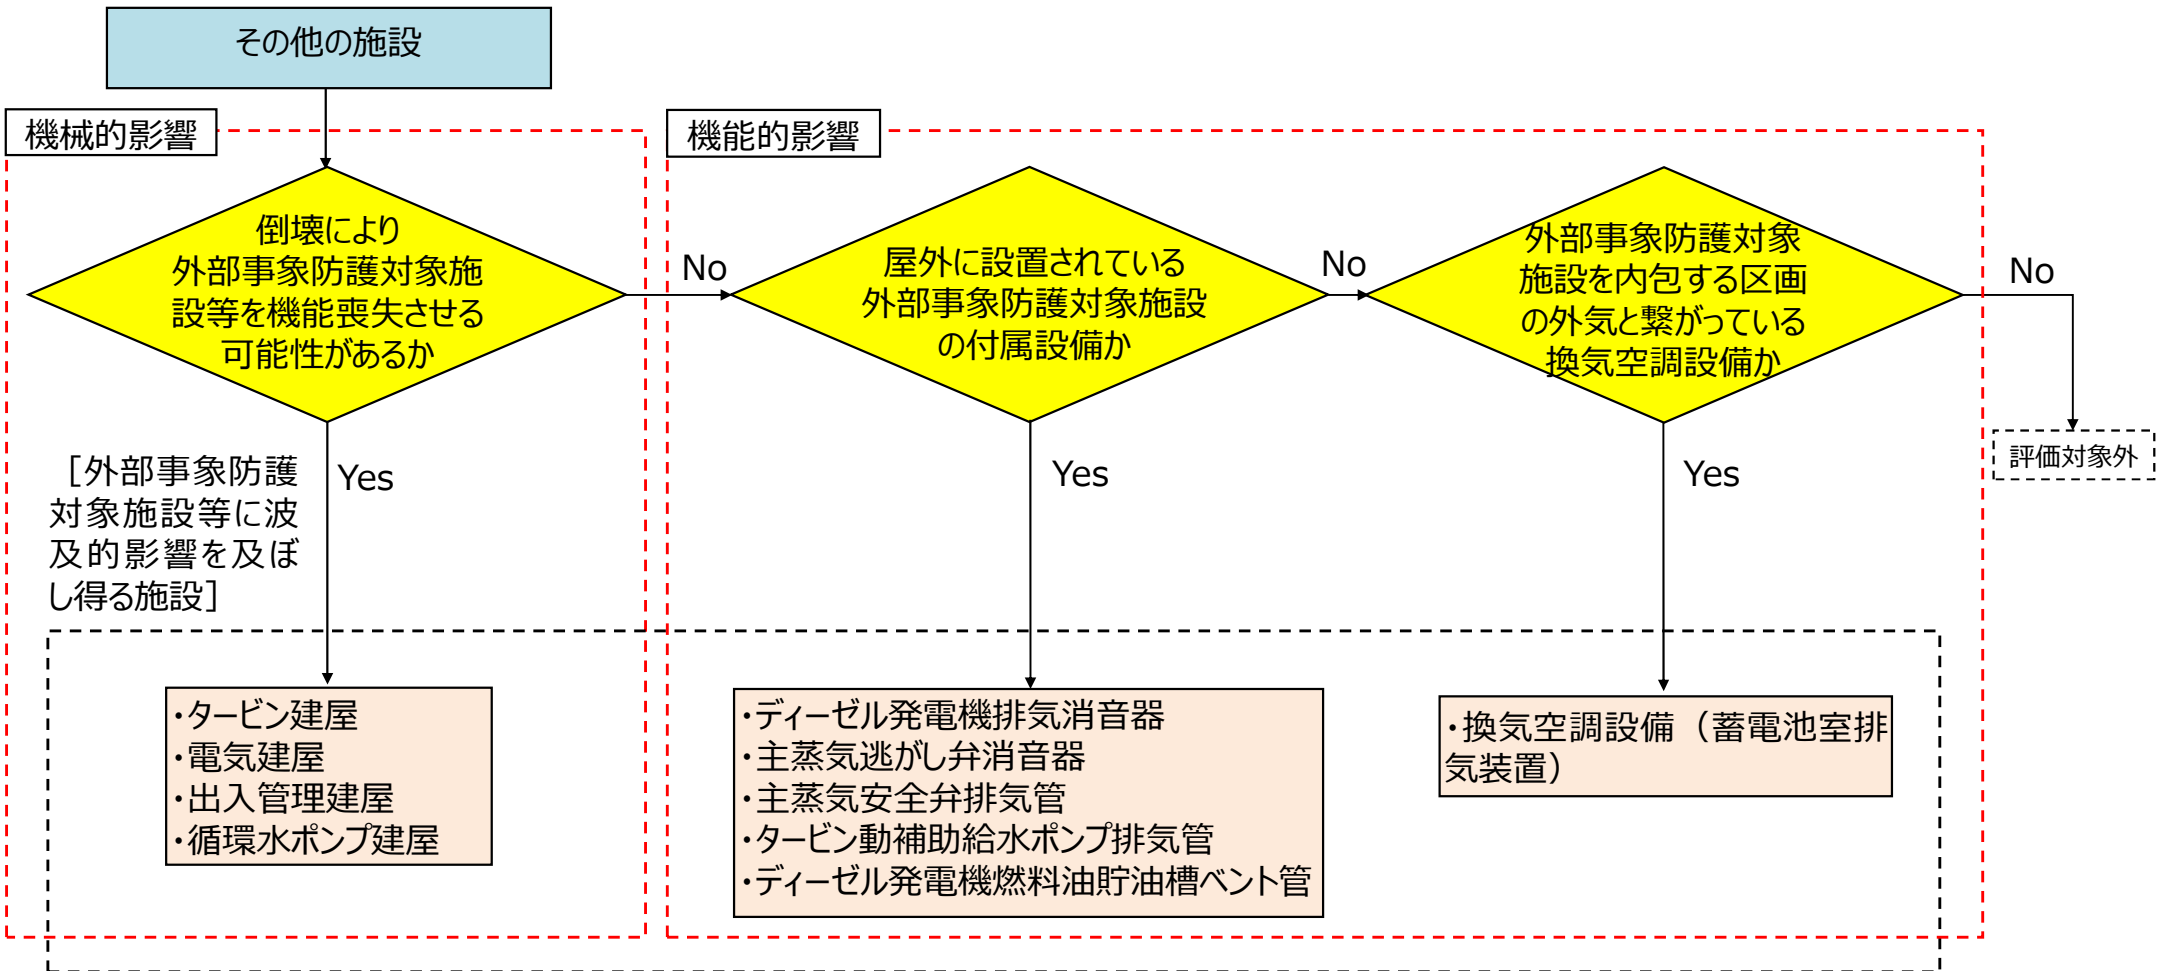 その他の施設
機械的影響
機能的影響
倒壊により
外部事象防護対象施
設等を機能喪失させる
可能性があるか
No
屋外に設置されている
外部事象防護対象施設
の付属設備か
No
外部事象防護対象
施設を内包する区画
の外気と繋がっている
換気空調設備か
No
評価対象外
[外部事象防護
対象施設等に波
及的影響を及ぼ
し得る施設]
Yes
Yes
Yes
・タービン建屋
・電気建屋
・出入管理建屋
・循環水ポンプ建屋
・ディーゼル発電機排気消音器
・主蒸気逃がし弁消音器
・主蒸気安全弁排気管
・タービン動補助給水ポンプ排気管
・ディーゼル発電機燃料油貯油槽ベント管
・換気空調設備（蓄電池室排
気装置）